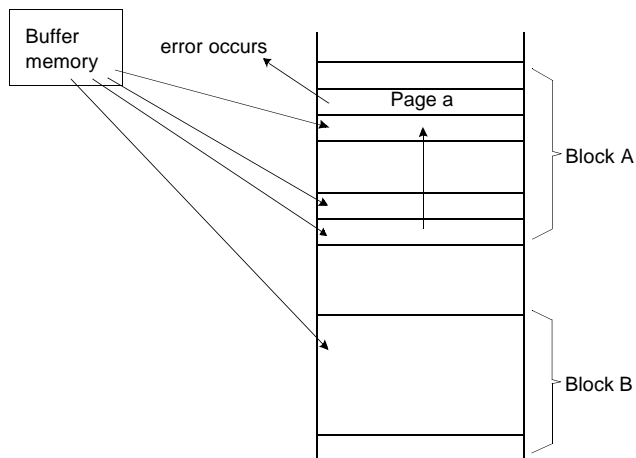 Buffer
memory
error occurs
Page a
Block A
Block B